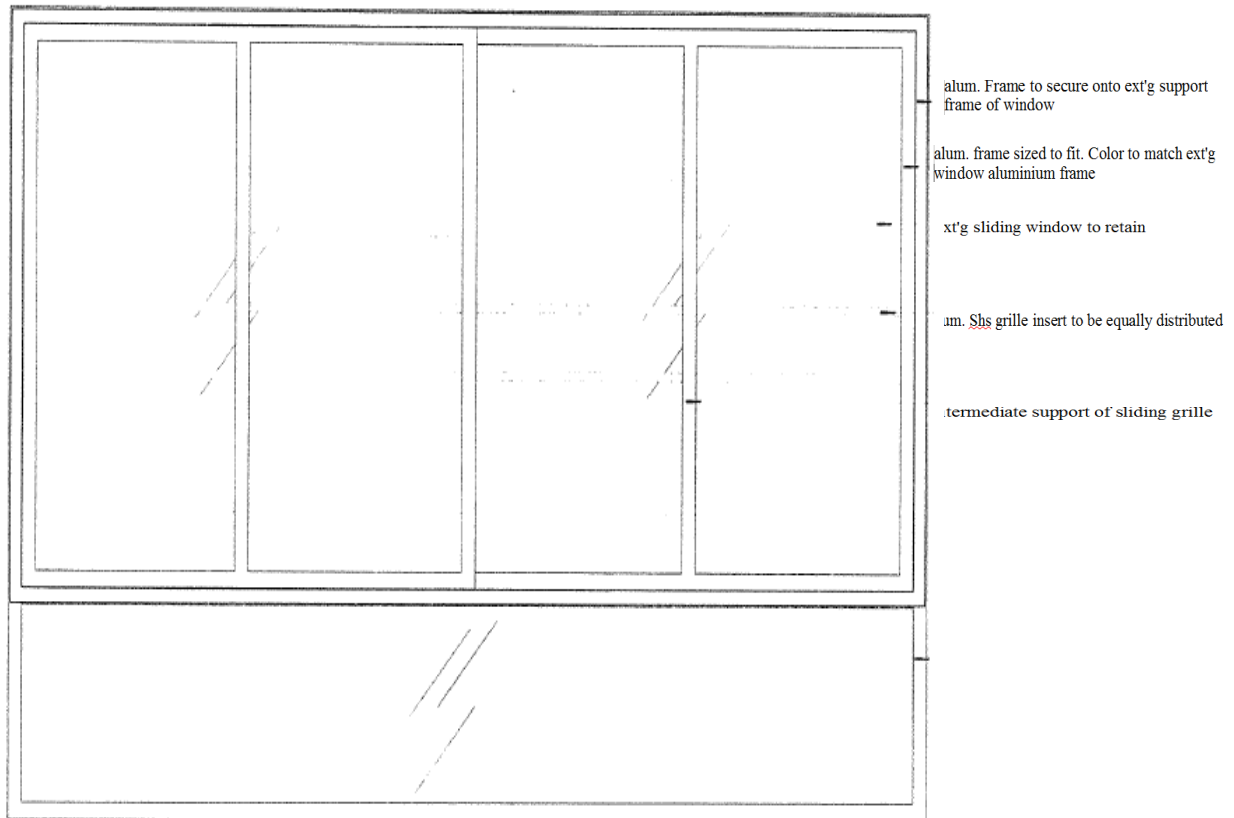 alum. Frame to secure onto ext'g support
frame of window
alum. frame sized to fit. Color to match ext'g
window aluminium frame
xt'g sliding window to retain
um. Shs grille insert to be equally distributed
termediate support of sliding grille